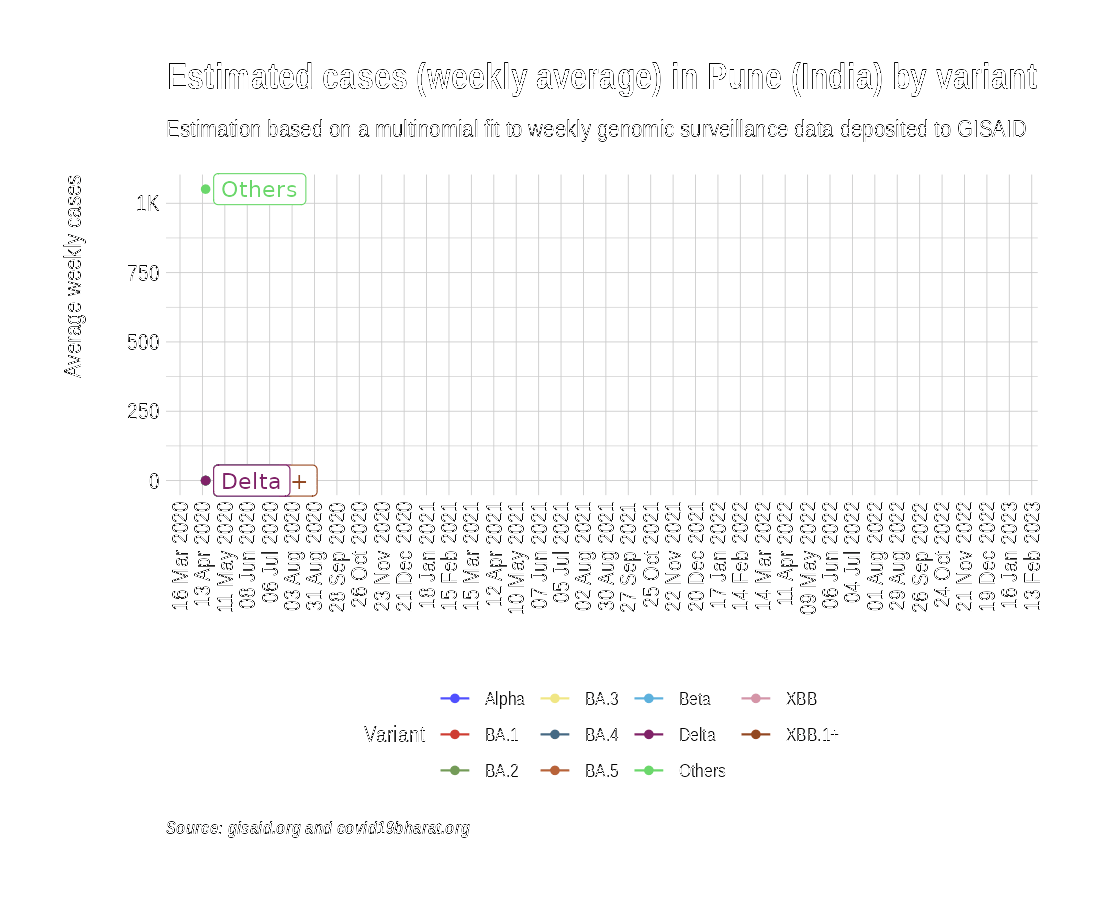 Estimated cases (weekly average) in Pune (India) by variant
Estimation based on a multinomial fit to weekly genomic surveillance data deposited to GISAID
Average weekly cases
1K
750
500
250
0
Others
Delta
+
16 Mar 2020
13 Apr 2020
11 May 2020
08 Jun 2020
06 Jul 2020
03 Aug 2020
31 Aug 2020
28 Sep 2020
26 Oct 2020
23 Nov 2020
21 Dec 2020
18 Jan 2021
15 Feb 2021
15 Mar 2021
12 Apr 2021
10 May 2021
07 Jun 2021
05 Jul 2021
02 Aug 2021
30 Aug 2021
27 Sep 2021
25 Oct 2021
22 Nov 2021
20 Dec 2021
17 Jan 2022
14 Feb 2022
14 Mar 2022
11 Apr 2022
09 May 2022
06 Jun 2022
04 Jul 2022
01 Aug 2022
29 Aug 2022
26 Sep 2022
24 Oct 2022
21 Nov 2022
19 Dec 2022
16 Jan 2023
13 Feb 2023
Variant
Alpha
BA.1
BA.2
BA.3
BA.4
BA.5
Beta
Delta
Others
XBB
XBB.1+
Source: gisaid.org and covid19bharat.org